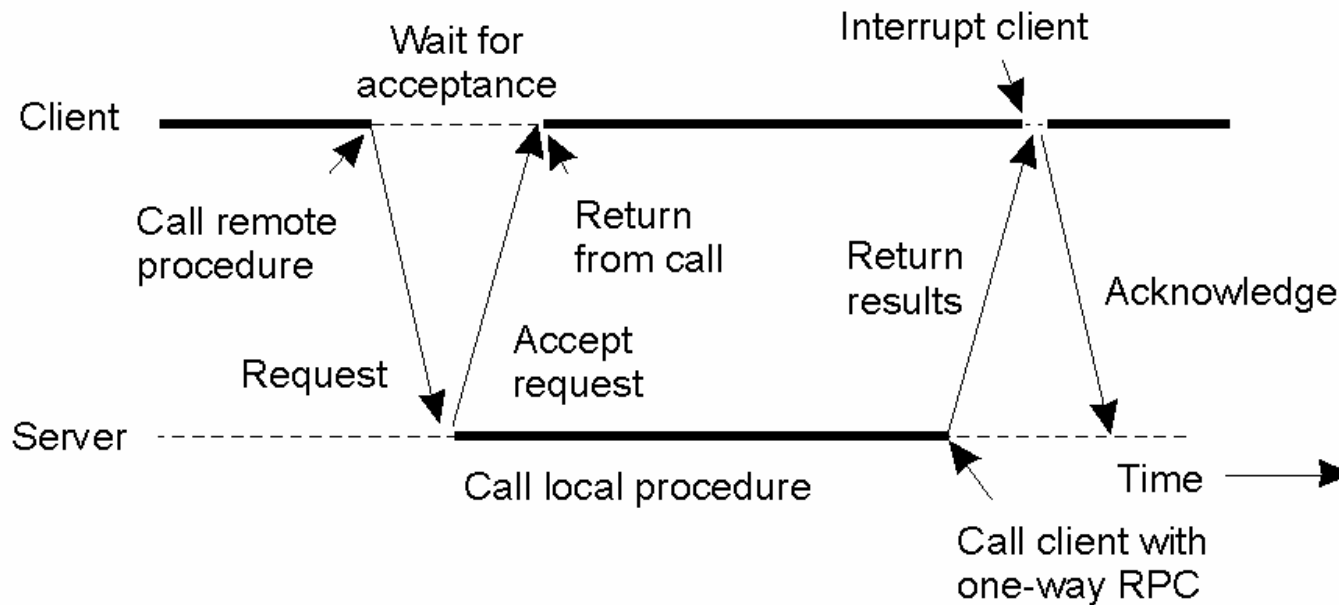 Interrupt client
Wait for
acceptance
Client
Call remote
procedure
Return
from call
Return
results
Acknowledge
Request
Accept
request
Server
Call local procedure
Time
Call client with
one-way RPC